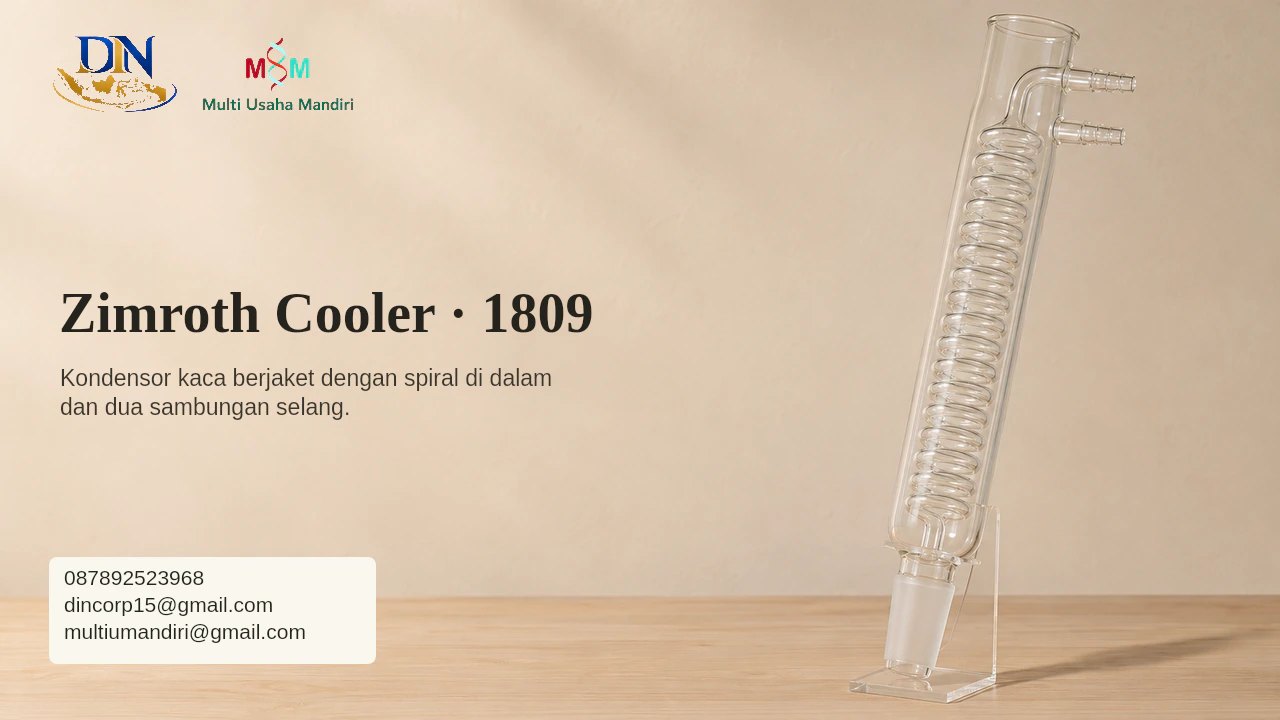 DIN
MSM
Multi Usaha Mandiri
Zimroth Cooler · 1809
Kondensor kaca berjaket dengan spiral di dalam
dan dua sambungan selang.
087892523968
dincorp15@gmail.com
multiumandiri@gmail.com